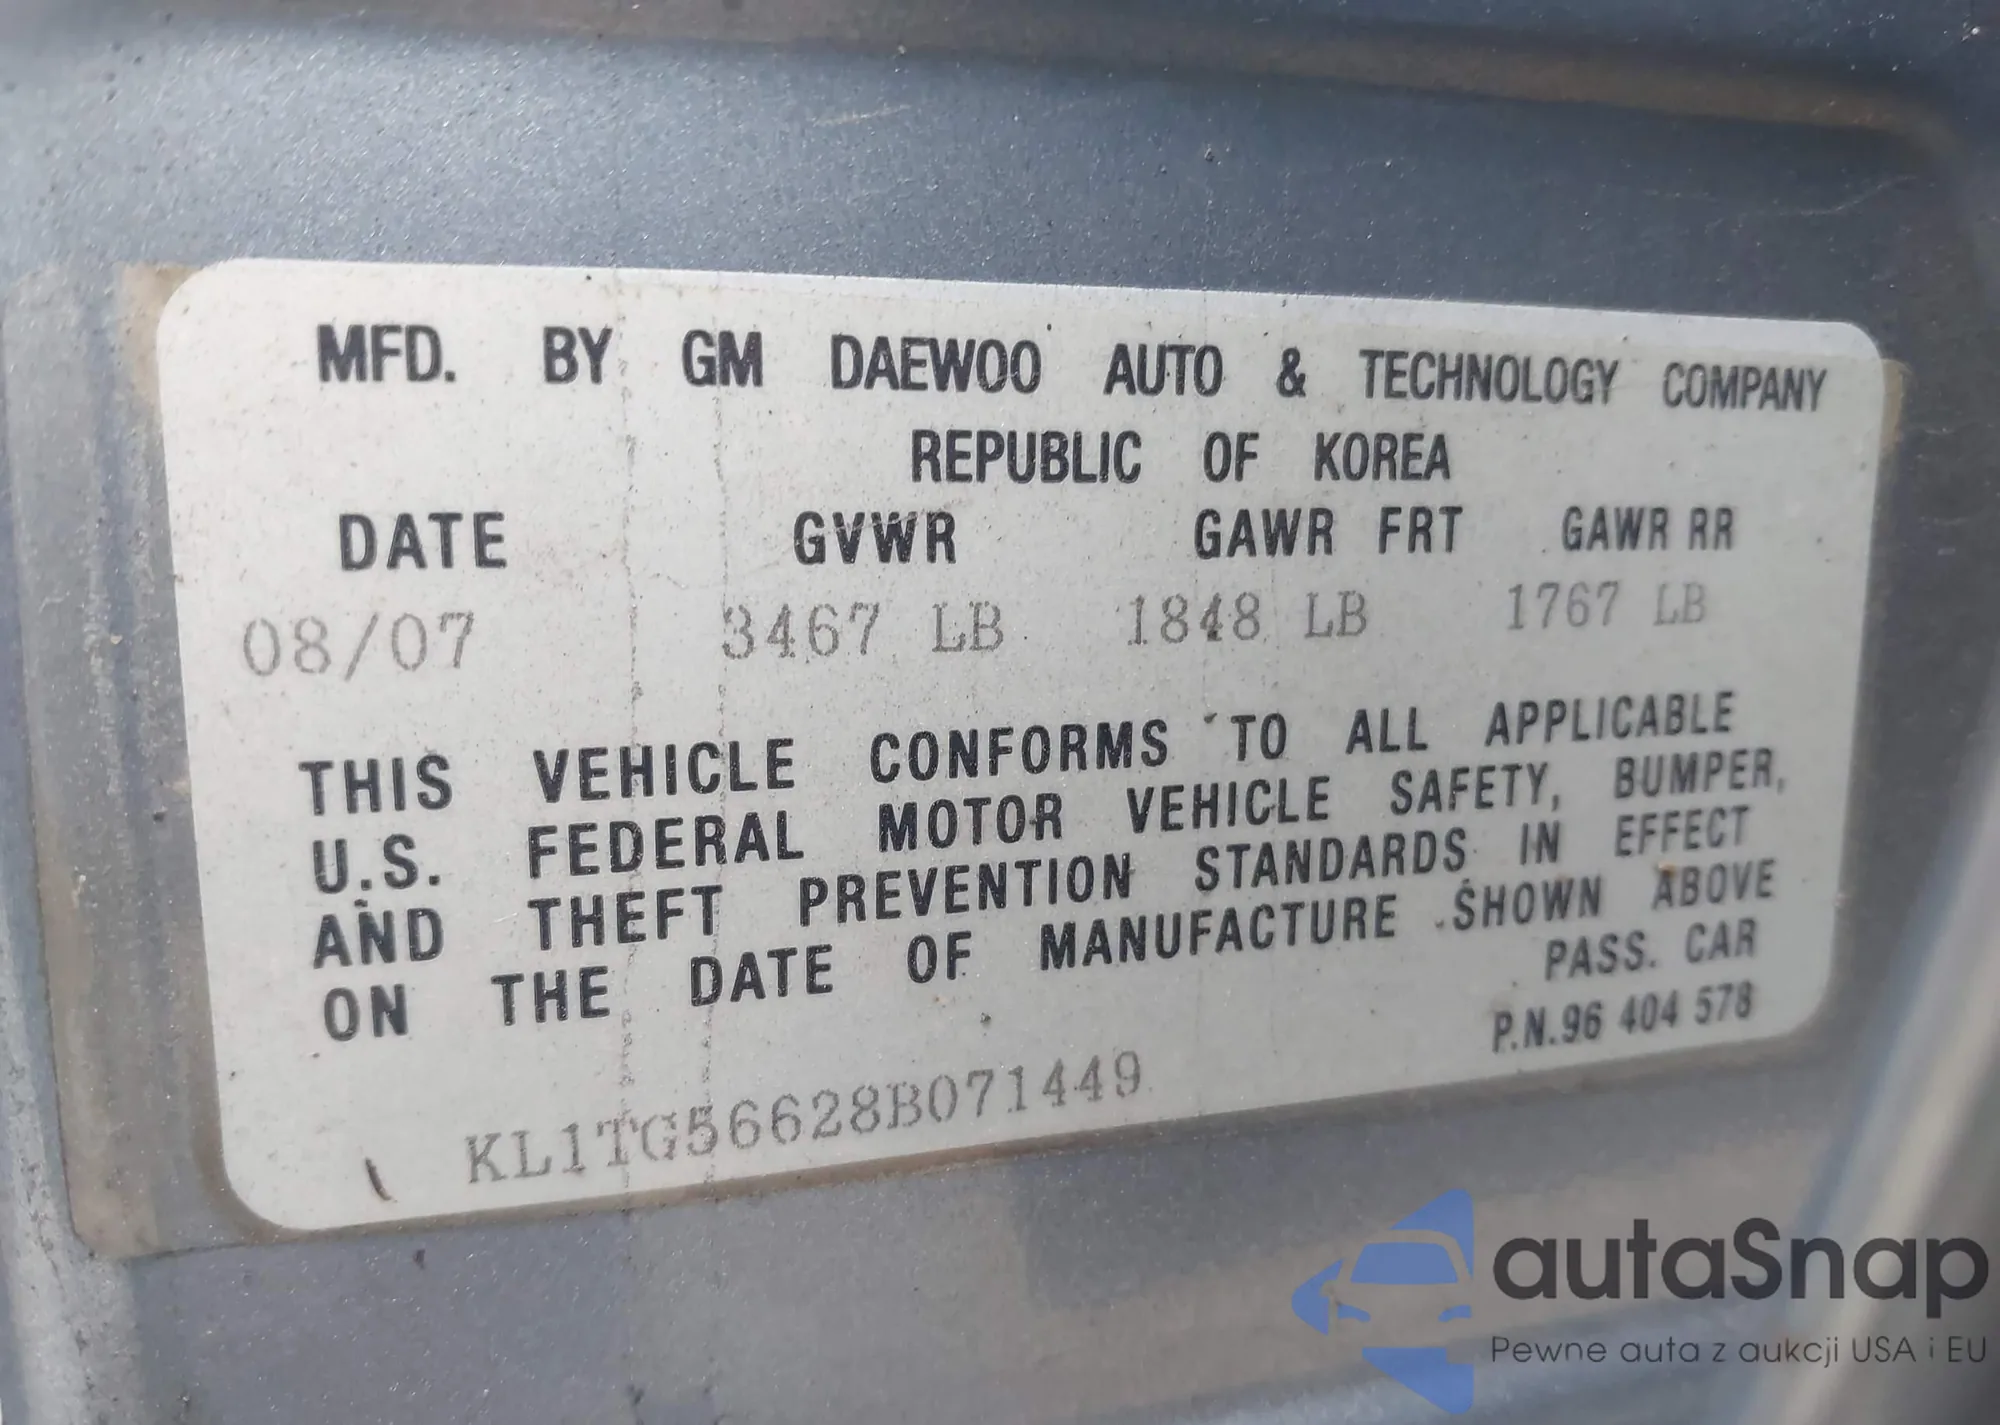 MFD. BY GM DAEWOO AUTO & TECHNOLOGY COMPANY
REPUBLIC OF KOREA
DATE GVWR GAWR FRT GAWR RR
08/07 3467 LB 1848 LB 1767 LB
THIS VEHICLE CONFORMS TO ALL APPLICABLE
U.S. FEDERAL MOTOR VEHICLE SAFETY, BUMPER,
AND THEFT PREVENTION STANDARDS IN EFFECT
ON THE DATE OF MANUFACTURE SHOWN ABOVE
PASS. CAR
P.N.96 404 578
KL1TG56628B071449
autaSnap
Pewne auta z aukcji USA i EU